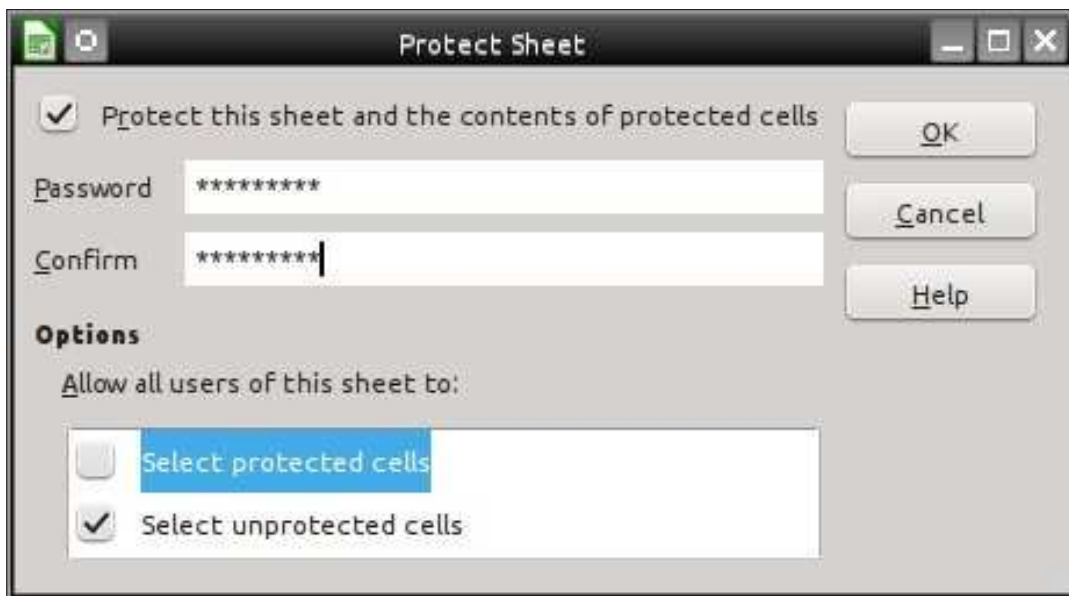 Protect Sheet
Protect this sheet and the contents of protected cells
OK
Password *********
Cancel
Confirm *********
Help
Options
Allow all users of this sheet to:
Select protected cells
Select unprotected cells